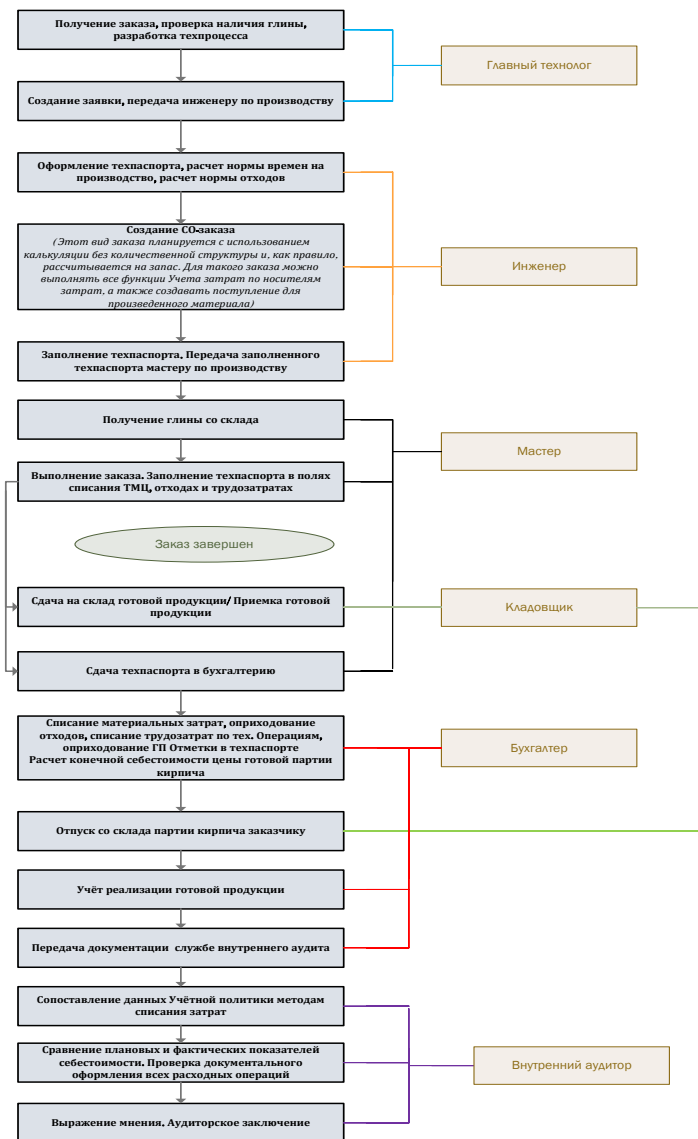 Получение заказа, проверка наличия глины,
разработка техпроцесса
Главный технолог
Создание заявки, передача инженеру по производству
Оформление техпаспорта, расчет нормы времен на
производство, расчет нормы отходов
Создание СО-заказа
(Этот вид заказа планируется с использованием
калькуляции без количественной структуры и, как правило,
рассчитывается на запас. Для такого заказа можно
выполнять все функции Учета затрат по носителям
затрат, а также создавать поступление для
произведенного материала)
Инженер
Заполнение техпаспорта. Передача заполненного
техпаспорта мастеру по производству
Получение глины со склада
Мастер
Выполнение заказа. Заполнение техпаспорта в полях
списания ТМЦ, отходах и трудозатратах
Заказ завершен
Сдача на склад готовой продукции/ Приемка готовой
продукции
Кладовщик
Сдача техпаспорта в бухгалтерию
Списание материальных затрат, оприходование
отходов, списание трудозатрат по тех. Операциям,
оприходование ГП Отметки в техпаспорте
Расчет конечной себестоимости цены готовой партии
кирпича
Бухгалтер
Отпуск со склада партии кирпича заказчику
Учёт реализации готовой продукции
Передача документации службе внутреннего аудита
Сопоставление данных Учётной политики методам
списания затрат
Сравнение плановых и фактических показателей
себестоимости. Проверка документального
оформления всех расходных операций
Внутренний аудитор
Выражение мнения. Аудиторское заключение